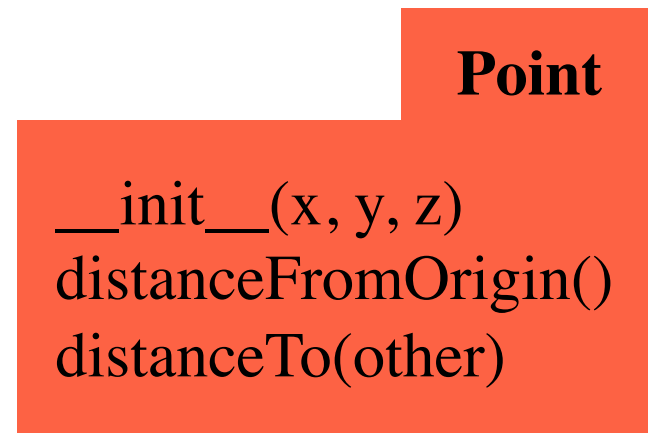 Point
__init__(x, y, z)
distanceFromOrigin()
distanceTo(other)